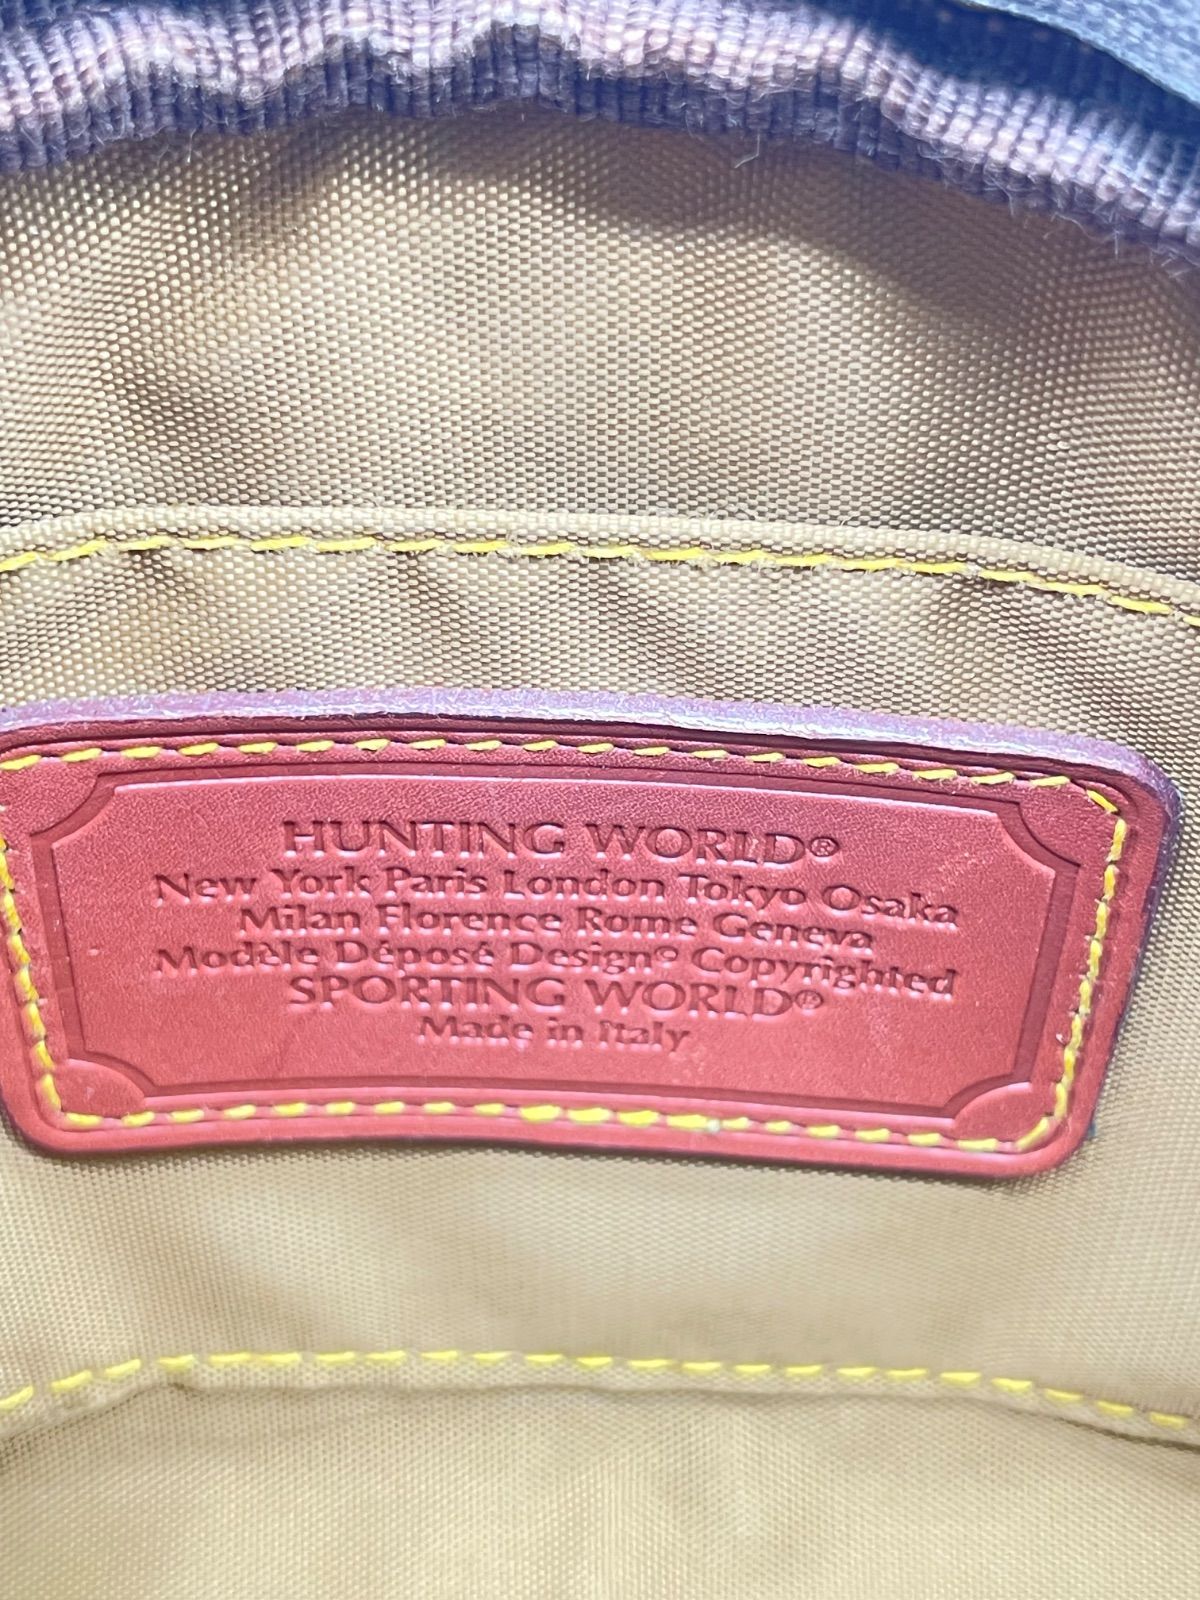 HUNTING WORLD®
New York Paris London Tokyo Osaka
Milan Florence Rome Geneva
Modèle Déposé Design© Copyrighted
SPORTING WORLD®
Made in Italy